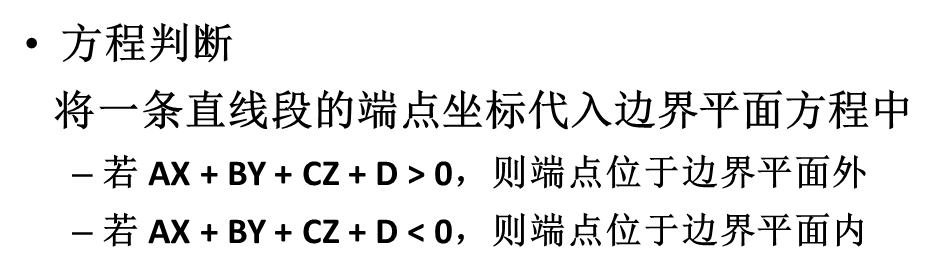 • 方程判断
将一条直线段的端点坐标代入边界平面方程中
– 若 AX + BY + CZ + D > 0，则端点位于边界平面外
– 若 AX + BY + CZ + D < 0，则端点位于边界平面内